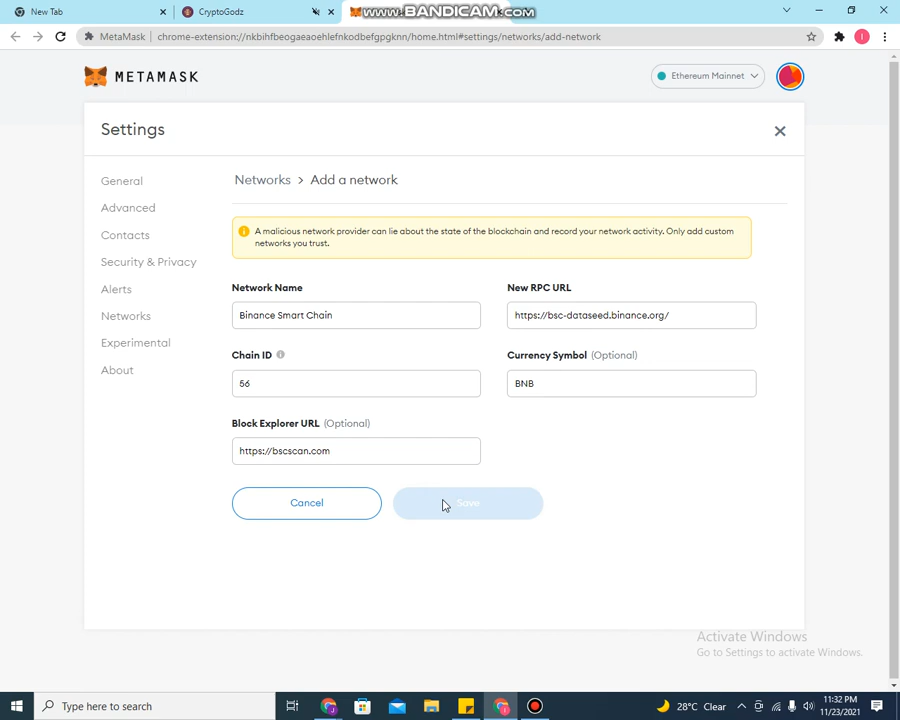 New Tab
CryptoGodz
www.BANDICAM.com
MetaMask
chrome-extension://nkbihfbeogaeaoehlefnkodbefgpgknn/home.html#settings/networks/add-network
METAMASK
Ethereum Mainnet
Settings
General
Advanced
Contacts
Security & Privacy
Alerts
Networks
Experimental
About
Networks > Add a network
A malicious network provider can lie about the state of the blockchain and record your network activity. Only add custom
networks you trust.
Network Name
Binance Smart Chain
New RPC URL
https://bsc-dataseed.binance.org/
Chain ID
56
Currency Symbol (Optional)
BNB
Block Explorer URL (Optional)
https://bscscan.com
Cancel
Save
Activate Windows
Go to Settings to activate Windows.
Type here to search
28°C Clear
11:32 PM
11/23/2021